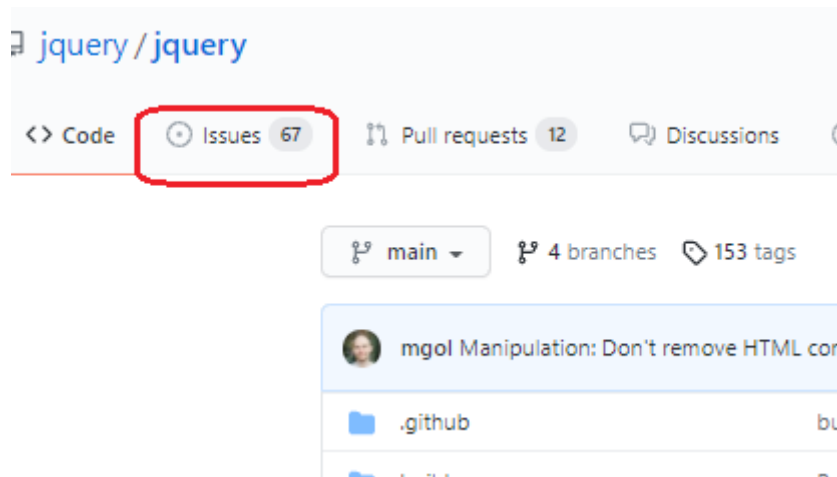 jquery / jquery
<> Code Issues 67 Pull requests 12 Discussions
main 4 branches 153 tags
mgol Manipulation: Don't remove HTML
.github